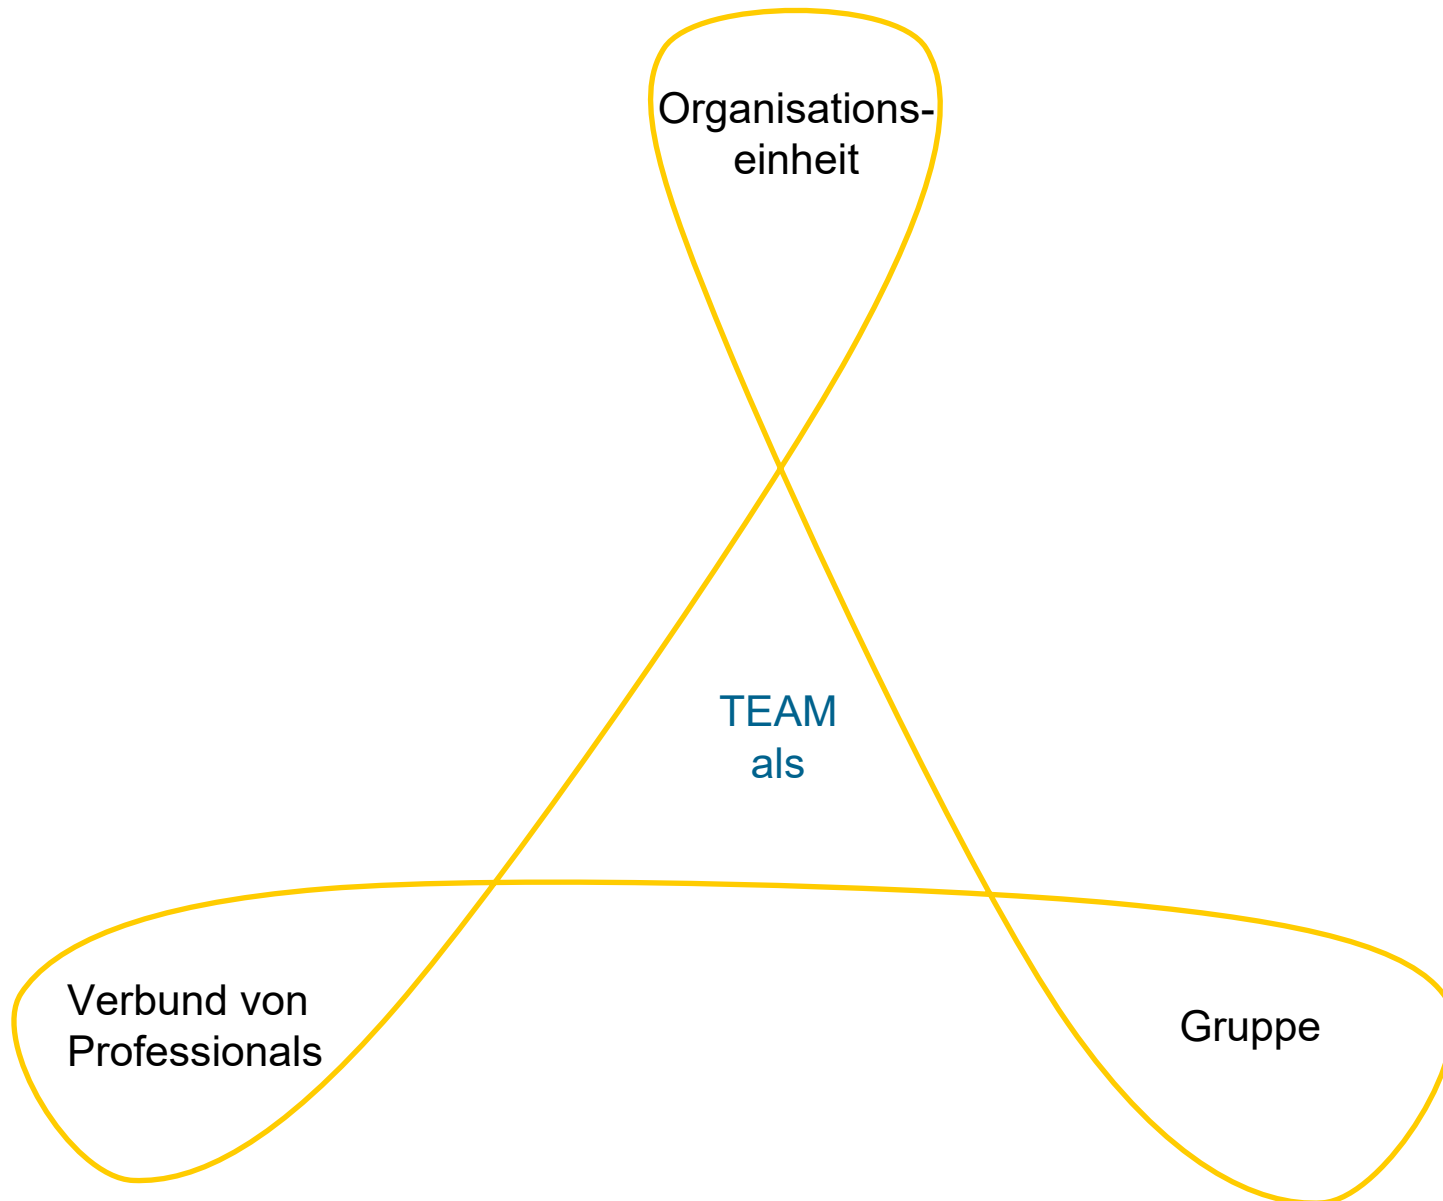 Organisations-
einheit
TEAM
als
Verbund von
Professionals
Gruppe